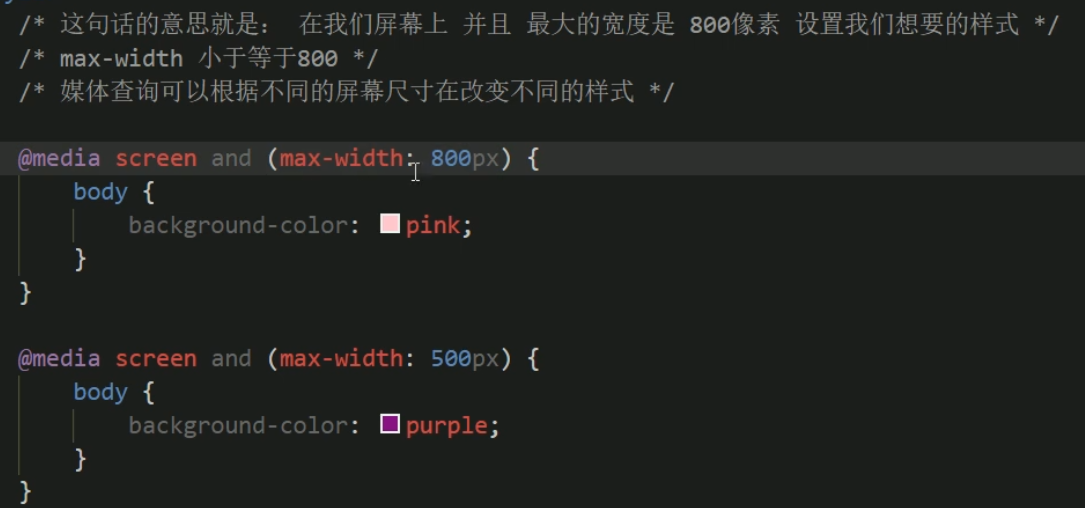 /* 这句话的意思就是： 在我们屏幕上 并且 最大的宽度是 800像素 设置我们想要的样式 */
/* max-width 小于等于800 */
/* 媒体查询可以根据不同的屏幕尺寸在改变不同的样式 */
@media screen and (max-width: 800px) {
body {
background-color: pink;
}
}
@media screen and (max-width: 500px) {
body {
background-color: purple;
}
}